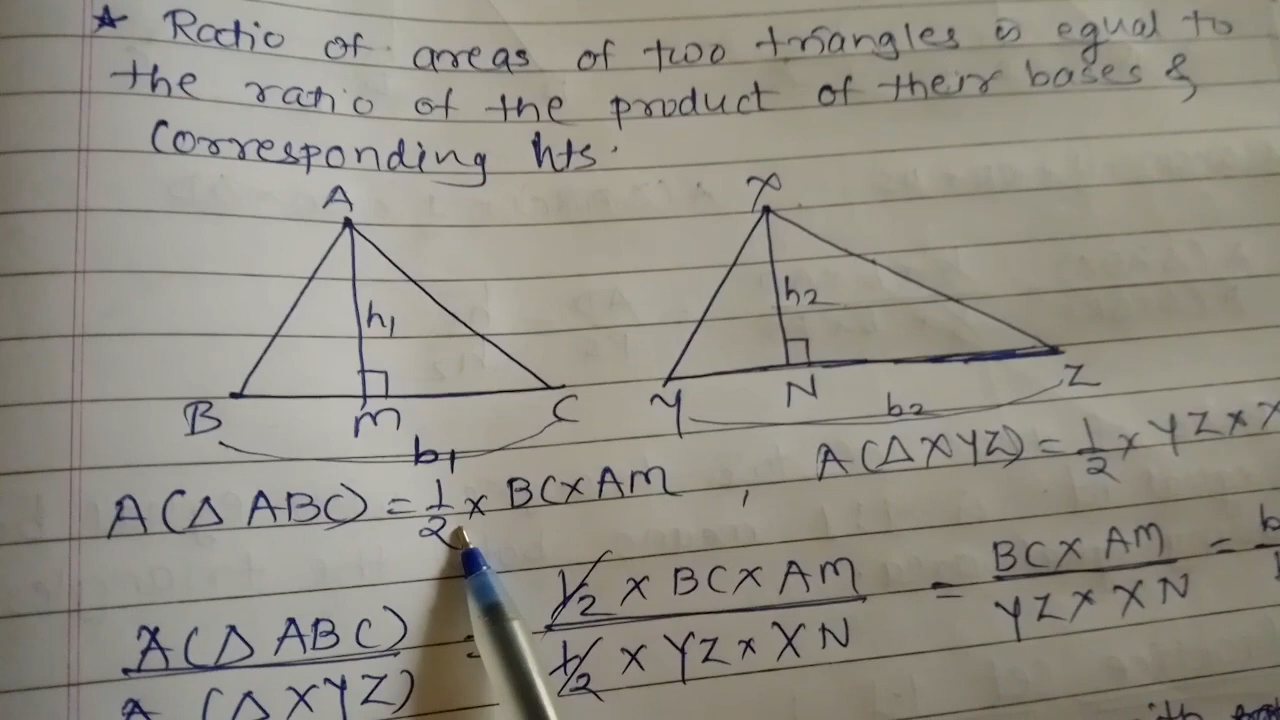 * Ratio of areas of two triangles is equal to
the ratio of the product of their bases &
Corresponding hts.
A X
h1 h2
B M C Y N Z
b1 b2
A(Δ ABC) = 1/2 x BC x AM , A(Δ XYZ) = 1/2 x YZ x X
A(Δ ABC) / A(Δ XYZ) = 1/2 x BC x AM / 1/2 x YZ x XN = BC x AM / YZ x XN = b